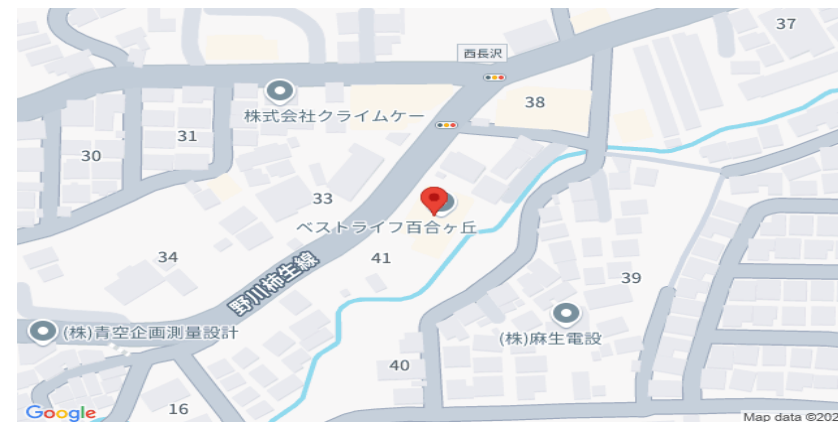 37
西長沢
38
株式会社クライムケー
31
30
33
ベストライフ百合ヶ丘
34
41
39
野川柿生線
(株)青空企画測量設計
(株)麻生電設
40
16
Google
Map data ©202